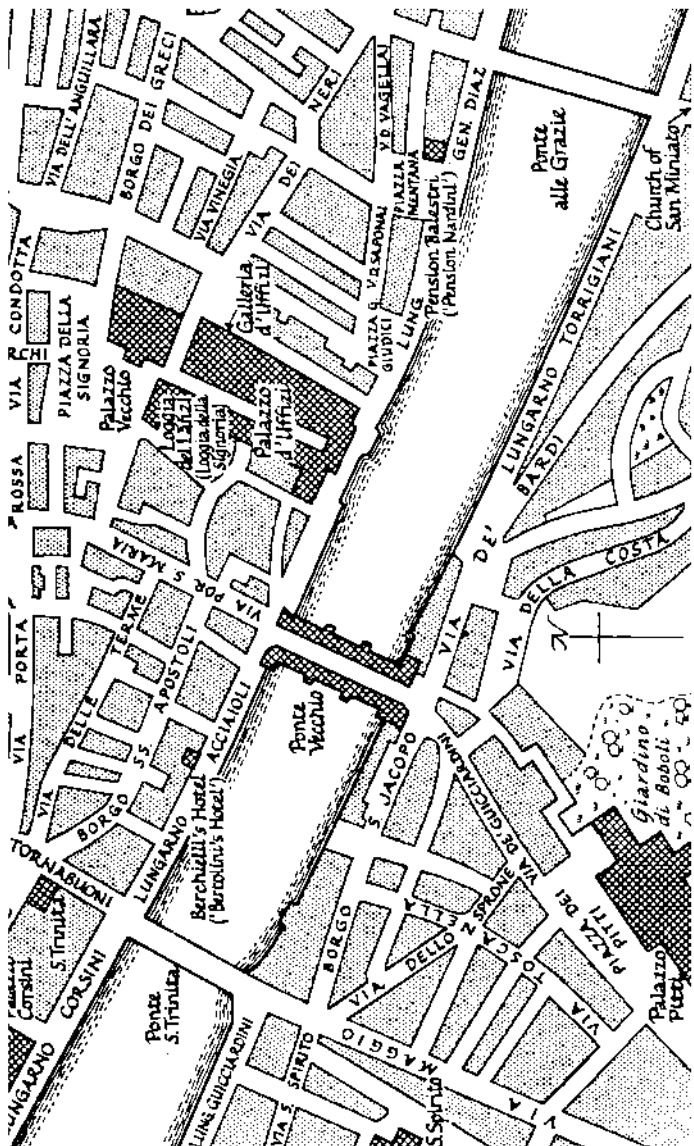 VIA DELL' ANGUILLARA
BORGO DEI GRECI
NERI
V.D. VAGELLAI
GEN. DIAZ
Ponte
alle Grazie
Church of
San Miniato
VIA CONDOTTA
VIA VINEGIA
VIA DEI
PIAZZA
MENTANA
V.D. SAPONAI
Pension Balestri
('Pension Nardini')
PIAZZA DELLA
SIGNORIA
Galleria
d'Uffizi
PIAZZA G.
GIUDICI
LUNG
LUNGARNO TORRIGIANI
Palazzo
Vecchio
Loggia
dei Lanzi
(Loggia della
Signoria)
Palazzo
d'Uffizi
BARDI
DE'
VIA
ROSSA
VIA POR S. MARIA
VIA DELLA COSTA
N
PORTA
VIA
TERME
DELLE
VIA
APOSTOLI
SS.
BORGO
ACCIAIOLI
LUNGARNO
Ponte
Vecchio
Berchielli's Hotel
('Bertolini's Hotel')
S. JACOPO
BORGO
VIA DE' GUICCIARDINI
Giardino
di Boboli
TORNABUONI
S. Trinita
Corsini
LUNGARNO CORSINI
Ponte
S. Trinita
VIA DELLO SPRONE
TOSCANELLA
PIAZZA DEI
PITTI
Palazzo
Pitti
VIA
MAGGIO
VIA
LUNG. GUICCIARDINI
VIA S. SPIRITO
S. Spirito